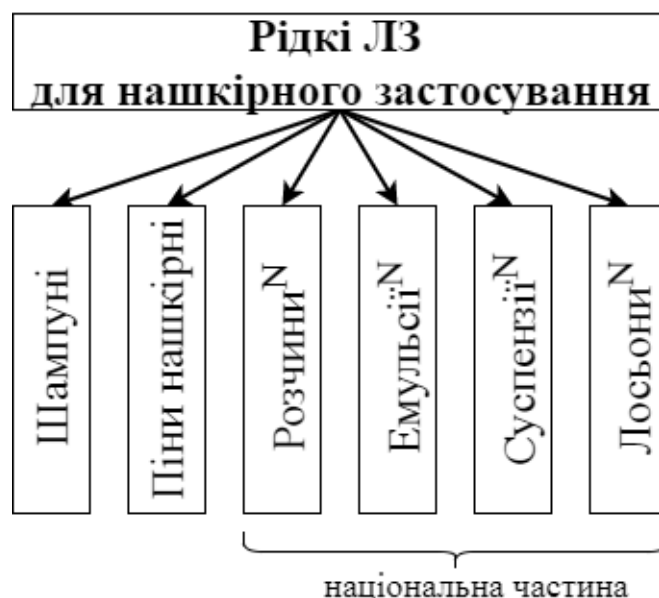 Рідкі ЛЗ
для нашкірного застосування
Шампуні
Піни нашкірні
Розчини^N
Емульсії^N
Суспензії^N
Лосьони^N
національна частина